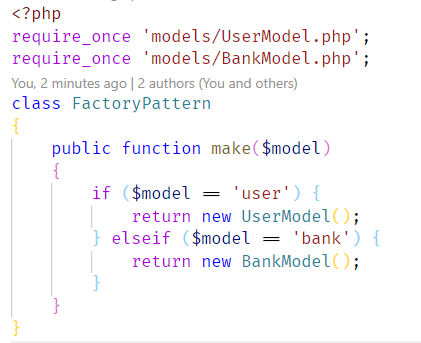 <?php
require_once 'models/UserModel.php';
require_once 'models/BankModel.php';
You, 2 minutes ago | 2 authors (You and others)
class FactoryPattern
{
    public function make($model)
    {
        if ($model == 'user') {
            return new UserModel();
        } elseif ($model == 'bank') {
            return new BankModel();
        }
    }
}